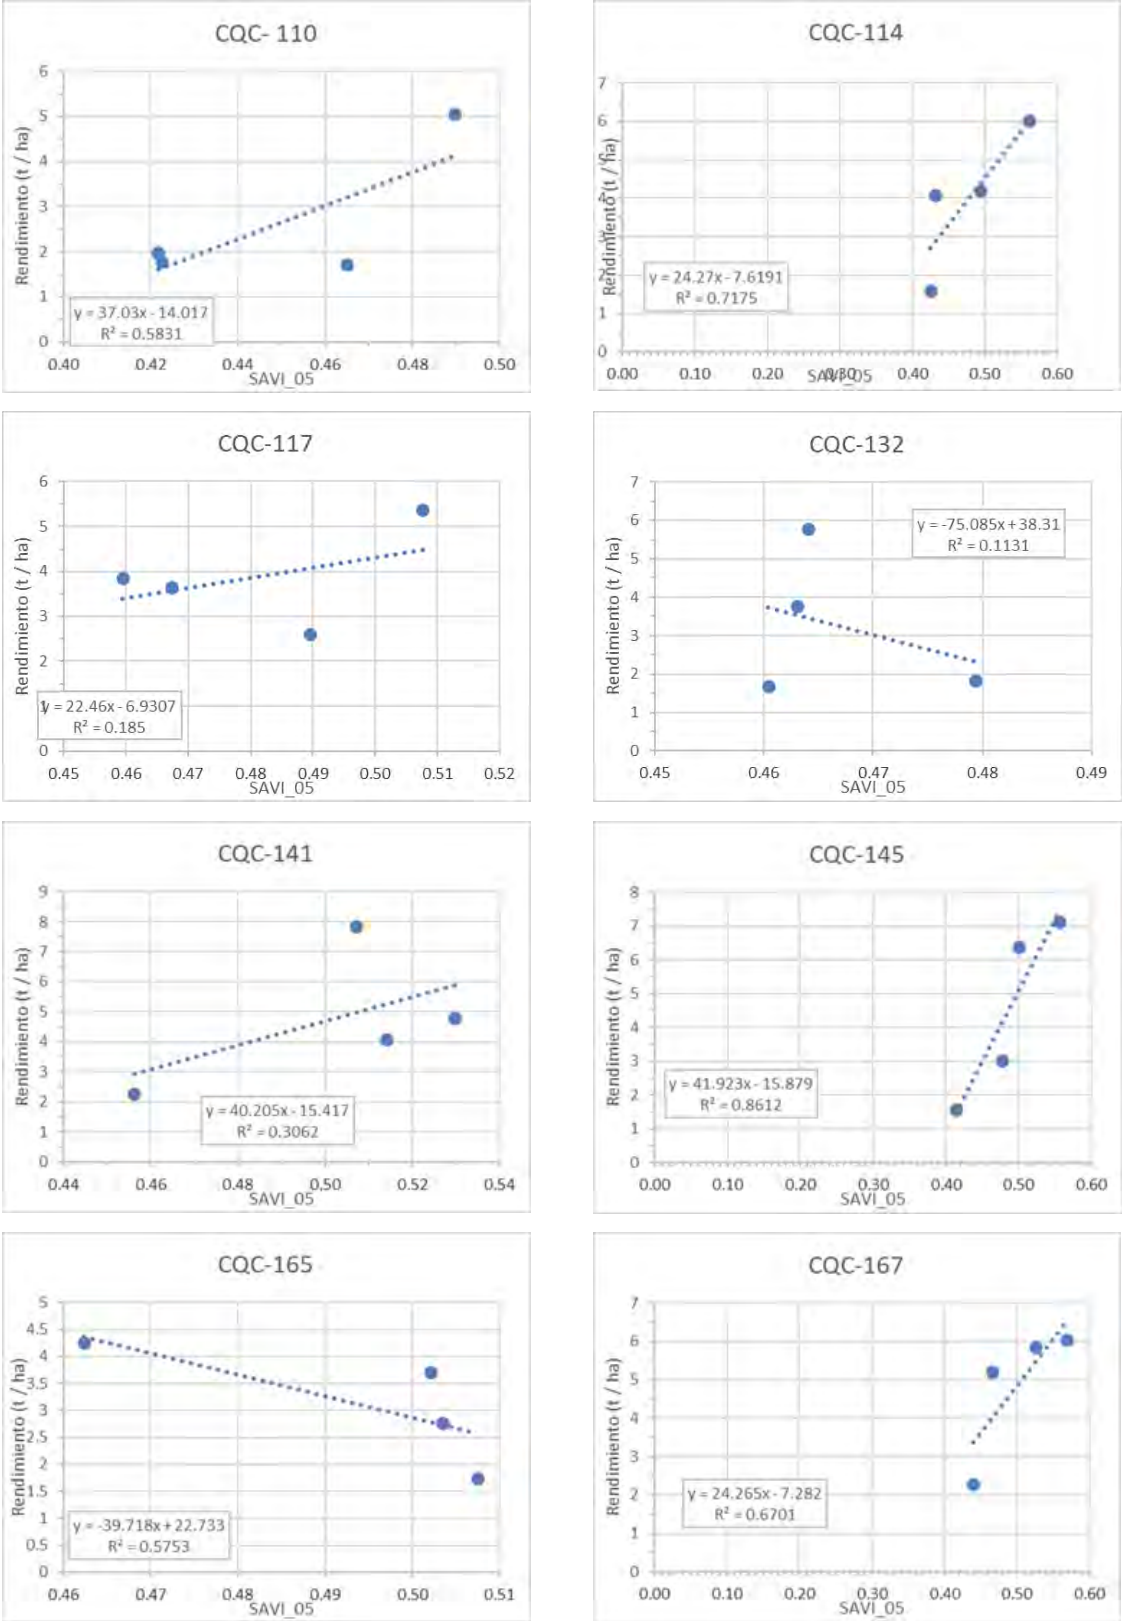 CQC- 110
Rendimiento (t / ha)
6
5
4
3
2
1
0
y = 37.03x - 14.017
R² = 0.5831
0.40 0.42 0.44 0.46 0.48 0.50
SAVI_05
CQC-114
Rendimiento (t / ha)
7
6
5
4
3
2
1
0
y = 24.27x - 7.6191
R² = 0.7175
0.00 0.10 0.20 0.30 0.40 0.50 0.60
SAVI_05
CQC-117
Rendimiento (t / ha)
6
5
4
3
2
1
0
y = 22.46x - 6.9307
R² = 0.185
0.45 0.46 0.47 0.48 0.49 0.50 0.51 0.52
SAVI_05
CQC-132
Rendimiento (t / ha)
7
6
5
4
3
2
1
0
y = -75.085x + 38.31
R² = 0.1131
0.45 0.46 0.47 0.48 0.49
SAVI_05
CQC-141
Rendimiento (t / ha)
9
8
7
6
5
4
3
2
1
0
y = 40.205x - 15.417
R² = 0.3062
0.44 0.46 0.48 0.50 0.52 0.54
SAVI_05
CQC-145
Rendimiento (t / ha)
8
7
6
5
4
3
2
1
0
y = 41.923x - 15.879
R² = 0.8612
0.00 0.10 0.20 0.30 0.40 0.50 0.60
SAVI_05
CQC-165
Rendimiento (t / ha)
5
4.5
4
3.5
3
2.5
2
1.5
1
0.5
0
y = -39.718x + 22.733
R² = 0.5753
0.46 0.47 0.48 0.49 0.50 0.51
SAVI_05
CQC-167
Rendimiento (t / ha)
7
6
5
4
3
2
1
0
y = 24.265x - 7.282
R² = 0.6701
0.00 0.10 0.20 0.30 0.40 0.50 0.60
SAVI_05